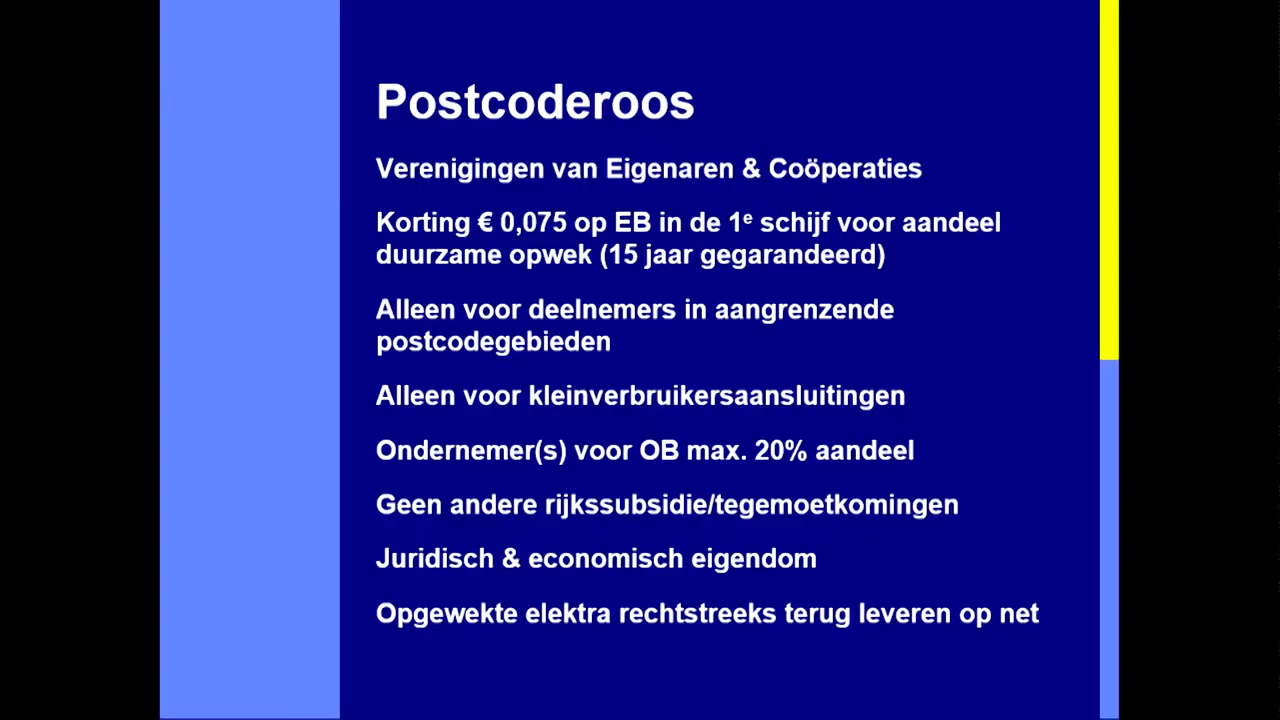 Postcoderoos
Verenigingen van Eigenaren & Coöperaties
Korting € 0,075 op EB in de 1e schijf voor aandeel
duurzame opwek (15 jaar gegarandeerd)
Alleen voor deelnemers in aangrenzende
postcodegebieden
Alleen voor kleinverbruikersaansluitingen
Ondernemer(s) voor OB max. 20% aandeel
Geen andere rijkssubsidie/tegemoetkomingen
Juridisch & economisch eigendom
Opgewekte elektra rechtstreeks terug leveren op net